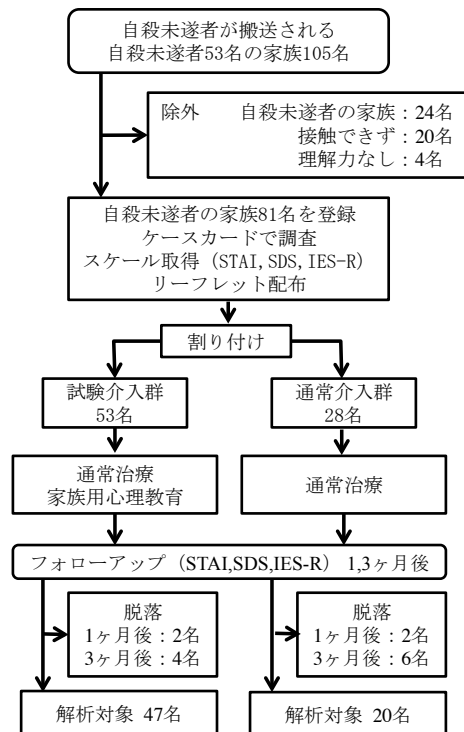 自殺未遂者が搬送される
自殺未遂者53名の家族105名
除外 自殺未遂者の家族：24名
接触できず：20名
理解力なし：4名
自殺未遂者の家族81名を登録
ケースカードで調査
スケール取得（STAI, SDS, IES-R）
リーフレット配布
割り付け
試験介入群
53名
通常介入群
28名
通常治療
家族用心理教育
通常治療
フォローアップ（STAI,SDS,IES-R）1,3ヶ月後
脱落
1ヶ月後：2名
3ヶ月後：4名
脱落
1ヶ月後：2名
3ヶ月後：6名
解析対象 47名
解析対象 20名